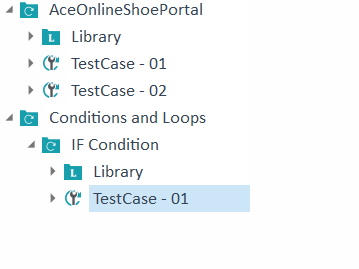 AceOnlineShoePortal
Library
TestCase - 01
TestCase - 02
Conditions and Loops
IF Condition
Library
TestCase - 01